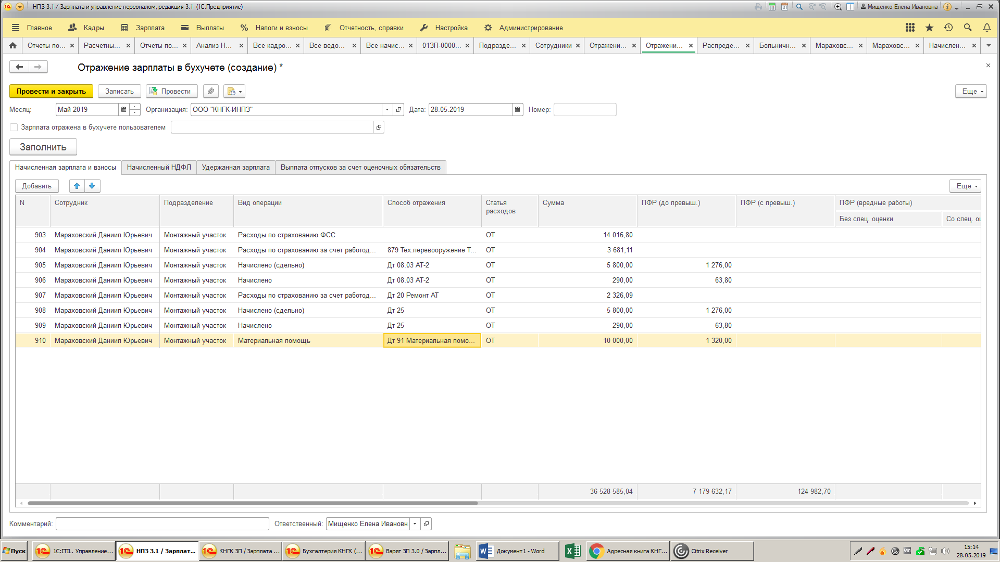 НПЗ 3.1 / Зарплата и управление персоналом, редакция 3.1 (1С:Предприятие) Мищенко Елена Ивановна
Главное Кадры Зарплата Выплаты Налоги и взносы Отчетность, справки Настройка Администрирование
Отчеты по... Расчетны... Отчеты по... Анализ Н... Все кадро... Все ведо... Все начис... 01ЗП-0000... Подразде... Сотрудники Отражени... Отражени... Распреде... Больничн... Мараховс... Мараховс... Начислен...
Отражение зарплаты в бухучете (создание) *
Провести и закрыть Записать Провести Еще
Месяц: Май 2019 Организация: ООО "КНГК-ИНПЗ" Дата: 28.05.2019 Номер:
Зарплата отражена в бухучете пользователем
Заполнить
Начисленная зарплата и взносы Начисленный НДФЛ Удержанная зарплата Выплата отпусков за счет оценочных обязательств
Добавить Еще
N Сотрудник Подразделение Вид операции Способ отражения Статья расходов Сумма ПФР (до превыш.) ПФР (с превыш.) ПФР (вредные работы)
Без спец. оценки Со спец. оц
903 Мараховский Даниил Юрьевич Монтажный участок Расходы по страхованию ФСС ОТ 14 016,80
904 Мараховский Даниил Юрьевич Монтажный участок Расходы по страхованию за счет работод... 879 Тех.перевооружение Т... ОТ 3 681,11
905 Мараховский Даниил Юрьевич Монтажный участок Начислено (сдельно) Дт 08.03 АТ-2 ОТ 5 800,00 1 276,00
906 Мараховский Даниил Юрьевич Монтажный участок Начислено Дт 08.03 АТ-2 ОТ 290,00 63,80
907 Мараховский Даниил Юрьевич Монтажный участок Расходы по страхованию за счет работод... Дт 20 Ремонт АТ ОТ 2 326,09
908 Мараховский Даниил Юрьевич Монтажный участок Начислено (сдельно) Дт 25 ОТ 5 800,00 1 276,00
909 Мараховский Даниил Юрьевич Монтажный участок Начислено Дт 25 ОТ 290,00 63,80
910 Мараховский Даниил Юрьевич Монтажный участок Материальная помощь Дт 91 Материальная помо... ОТ 10 000,00 1 320,00
36 528 585,04 7 179 632,17 124 982,70
Комментарий: Ответственный: Мищенко Елена Ивановн
Пуск 1С:ITIL. Управление... НПЗ 3.1 / Зарплат... КНГК ЗП / Зарплата ... Бухгалтерия КНГК (... Варяг ЗП 3.0 / Зарпл... Документ1 - Word Адресная книга КНГ... Citrix Receiver 15:14
28.05.2019